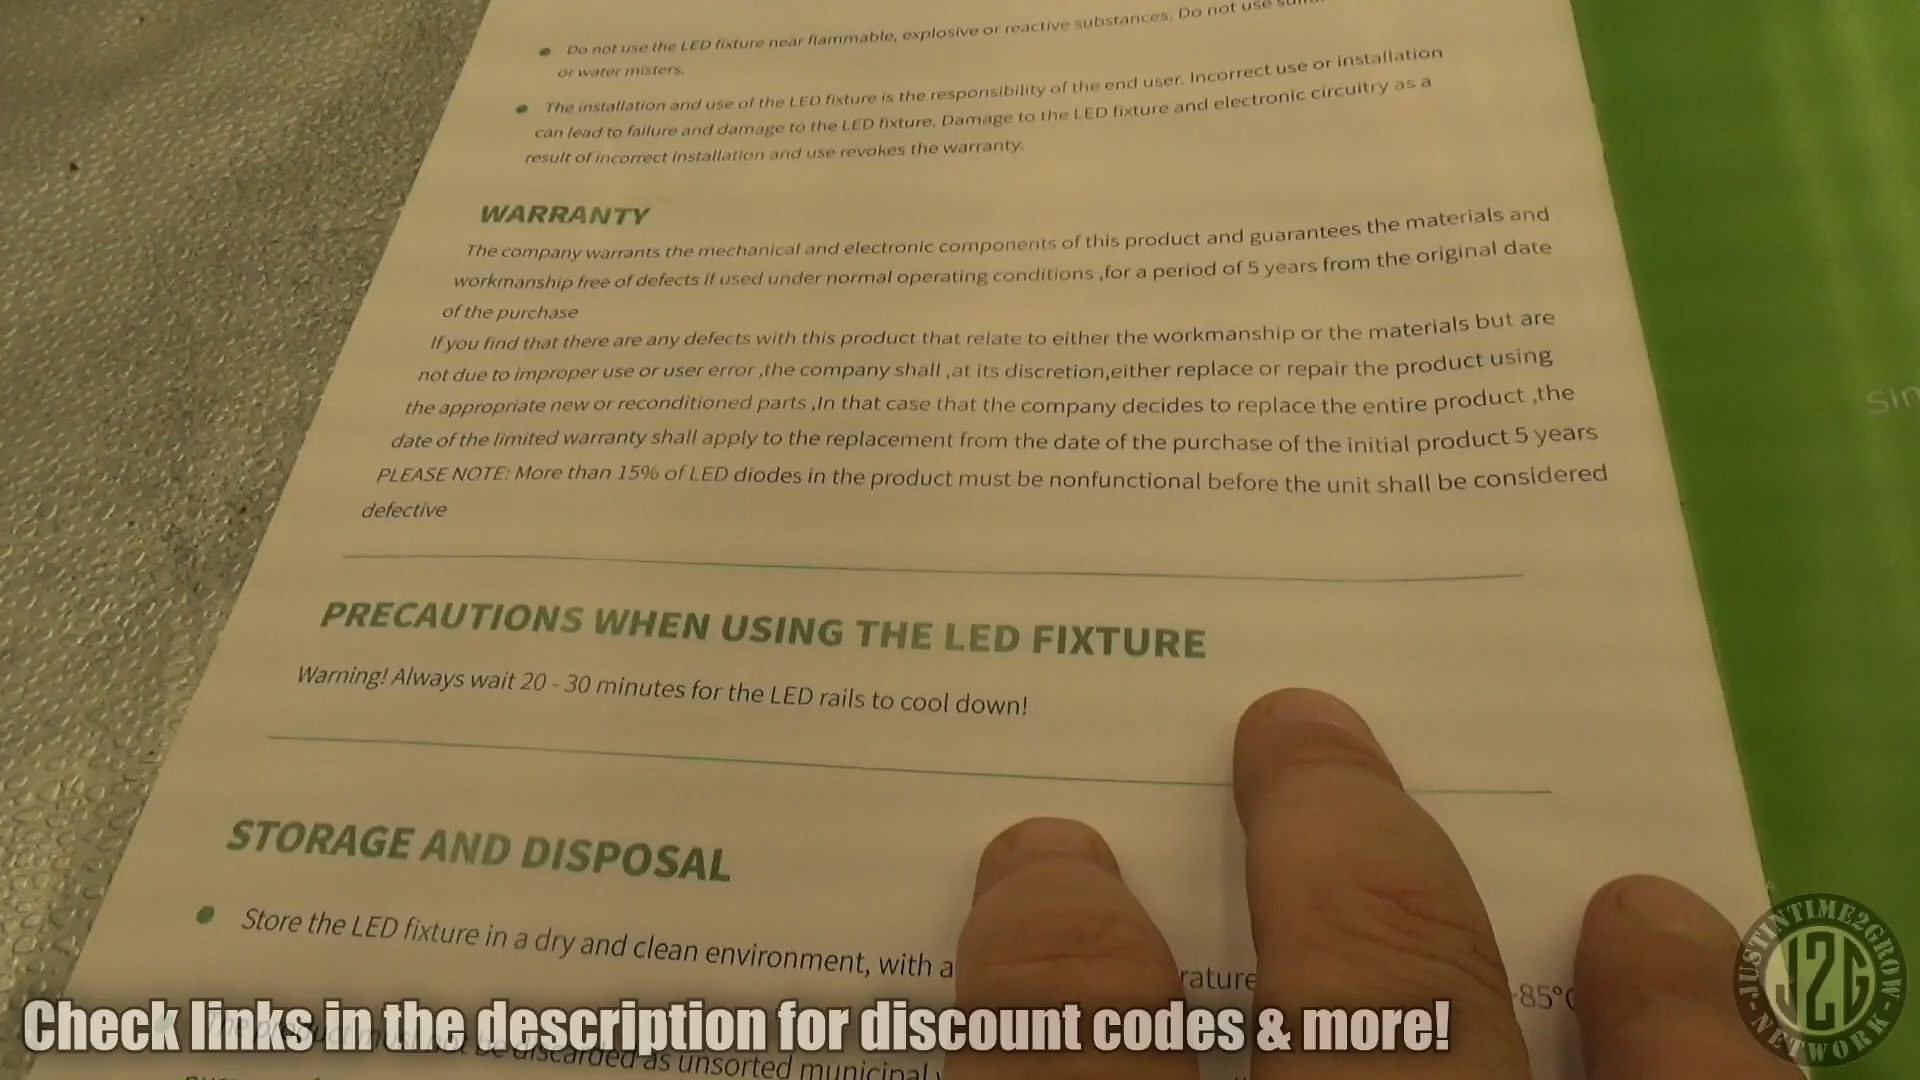 Do not use the LED fixture near flammable, explosive or reactive substances. Do not use
or water misters.
The installation and use of the LED fixture is the responsibility of the end user. Incorrect use or installation
can lead to failure and damage to the LED fixture. Damage to the LED fixture and electronic circuitry as a
result of incorrect installation and use revokes the warranty.
WARRANTY
The company warrants the mechanical and electronic components of this product and guarantees the materials and
workmanship free of defects if used under normal operating conditions ,for a period of 5 years from the original date
of the purchase
If you find that there are any defects with this product that relate to either the workmanship or the materials but are
not due to improper use or user error ,the company shall ,at its discretion,either replace or repair the product using
the appropriate new or reconditioned parts ,In that case that the company decides to replace the entire product ,the
date of the limited warranty shall apply to the replacement from the date of the purchase of the initial product 5 years
PLEASE NOTE: More than 15% of LED diodes in the product must be nonfunctional before the unit shall be considered
defective
PRECAUTIONS WHEN USING THE LED FIXTURE
Warning! Always wait 20 - 30 minutes for the LED rails to cool down!
STORAGE AND DISPOSAL
Store the LED fixture in a dry and clean environment, with a rature 85°C
The product must not be discarded as unsorted municipal
Check links in the description for discount codes & more!
Sin
JUSTINTIME2GROW
J2G
NETWORK